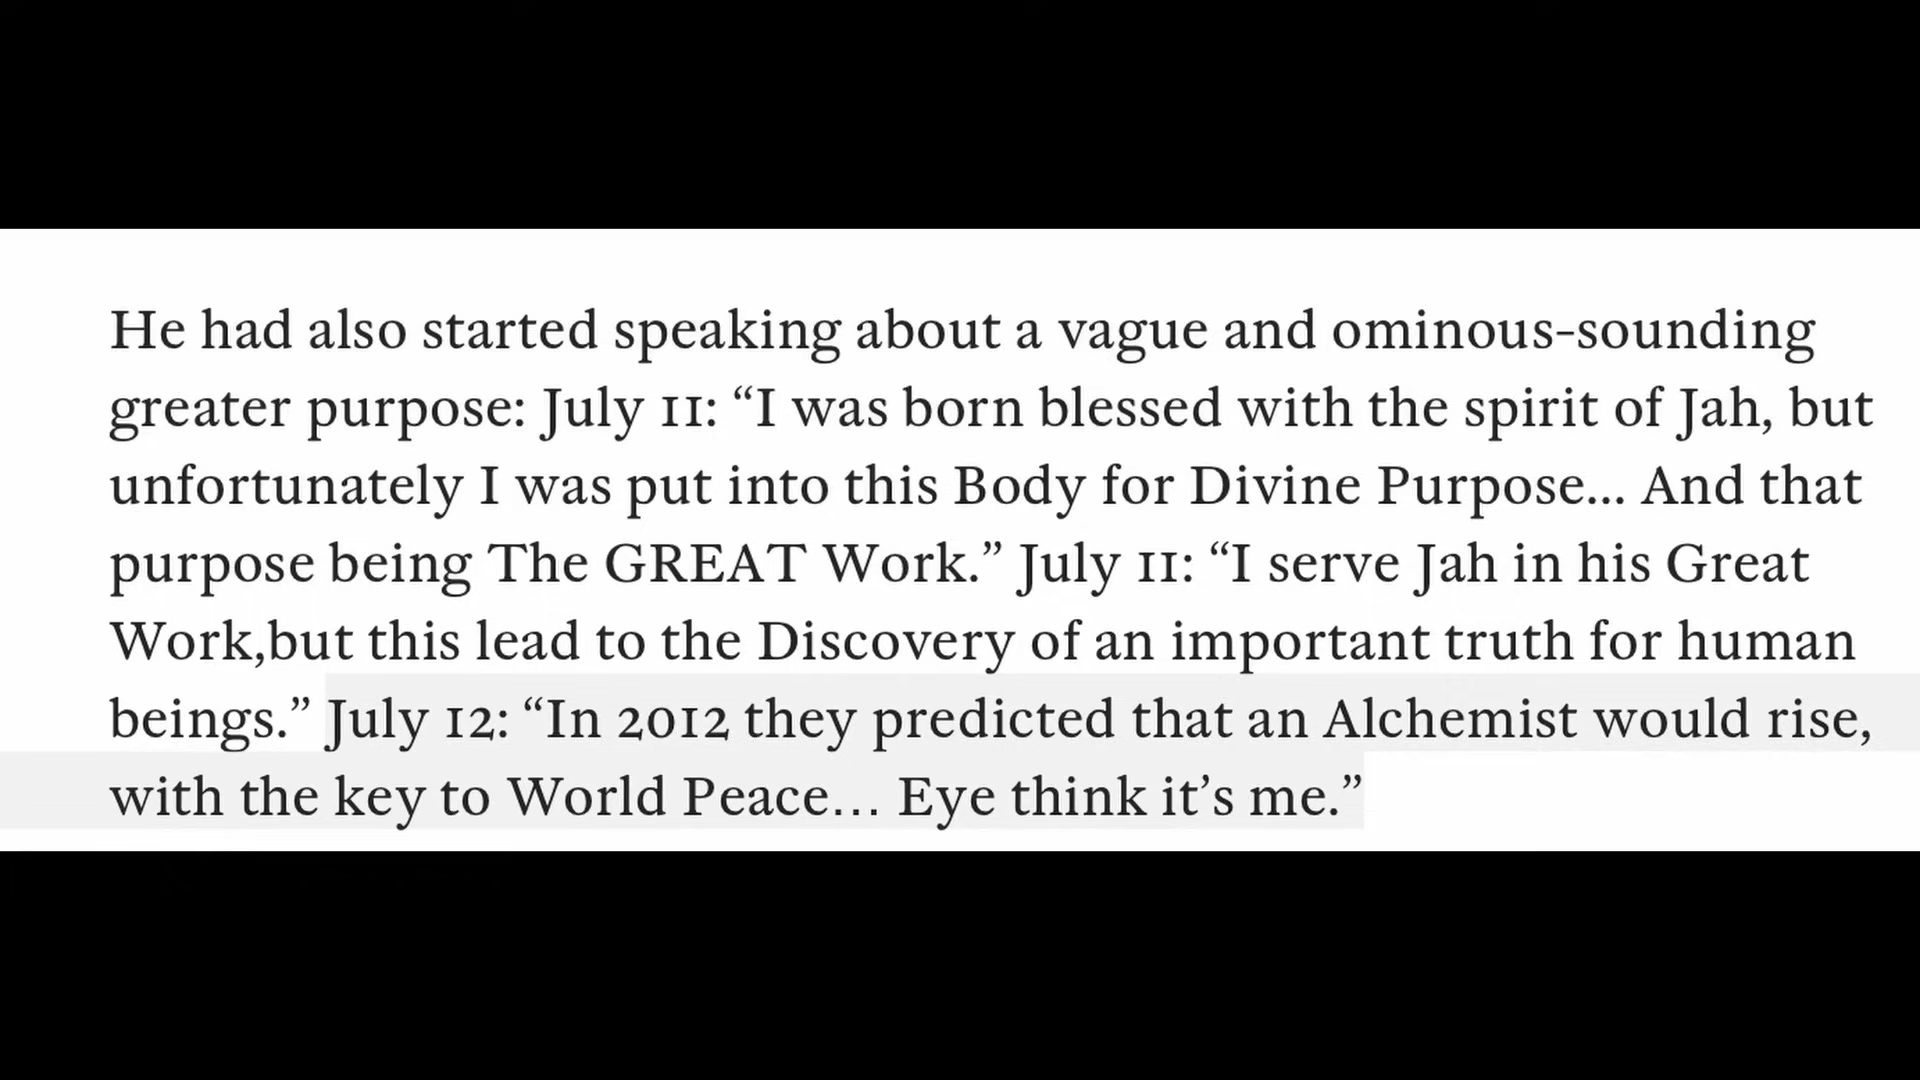 He had also started speaking about a vague and ominous-sounding
greater purpose: July 11: “I was born blessed with the spirit of Jah, but
unfortunately I was put into this Body for Divine Purpose... And that
purpose being The GREAT Work.” July 11: “I serve Jah in his Great
Work,but this lead to the Discovery of an important truth for human
beings.” July 12: “In 2012 they predicted that an Alchemist would rise,
with the key to World Peace… Eye think it’s me.”